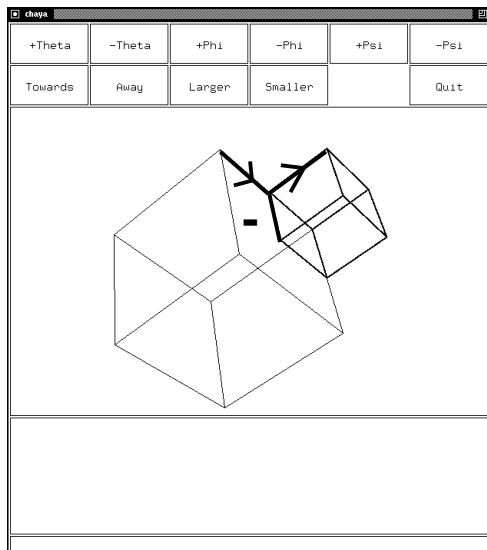 chaya
+Theta -Theta +Phi -Phi +Psi -Psi
Towards Away Larger Smaller Quit